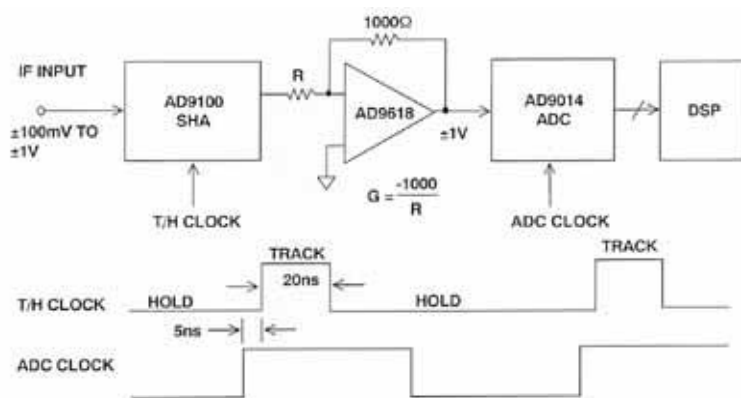 1000Ω
IF INPUT
R
AD9100
SHA
AD9618
AD9014
ADC
DSP
±100mV TO
±1V
±1V
G = -1000
R
T/H CLOCK
ADC CLOCK
TRACK
TRACK
20ns
HOLD
HOLD
T/H CLOCK
5ns
ADC CLOCK